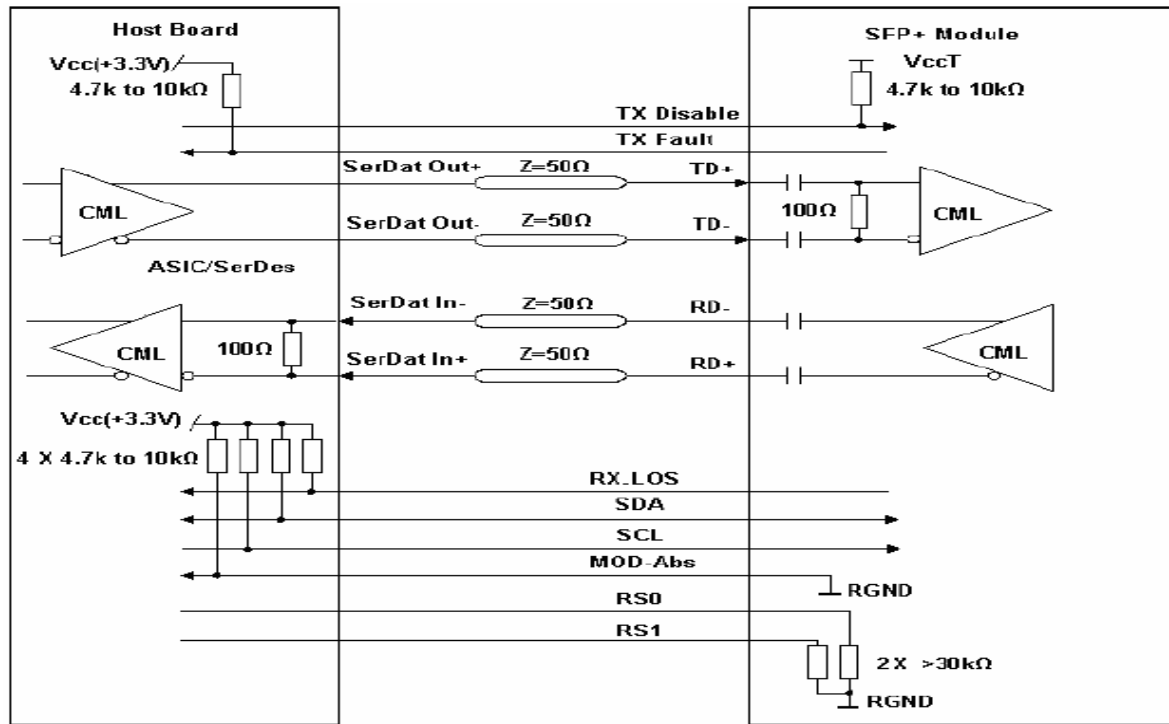 Host Board
SFP+ Module
Vcc(+3.3V)
4.7k to 10kΩ
VccT
4.7k to 10kΩ
TX Disable
TX Fault
SerDat Out+
Z=50Ω
TD+
CML
100Ω
CML
SerDat Out-
Z=50Ω
TD-
ASIC/SerDes
SerDat In-
Z=50Ω
RD-
CML
100Ω
CML
SerDat In+
Z=50Ω
RD+
Vcc(+3.3V)
4 X 4.7k to 10kΩ
RX-LOS
SDA
SCL
MOD-Abs
RGND
RS0
RS1
2X >30kΩ
RGND